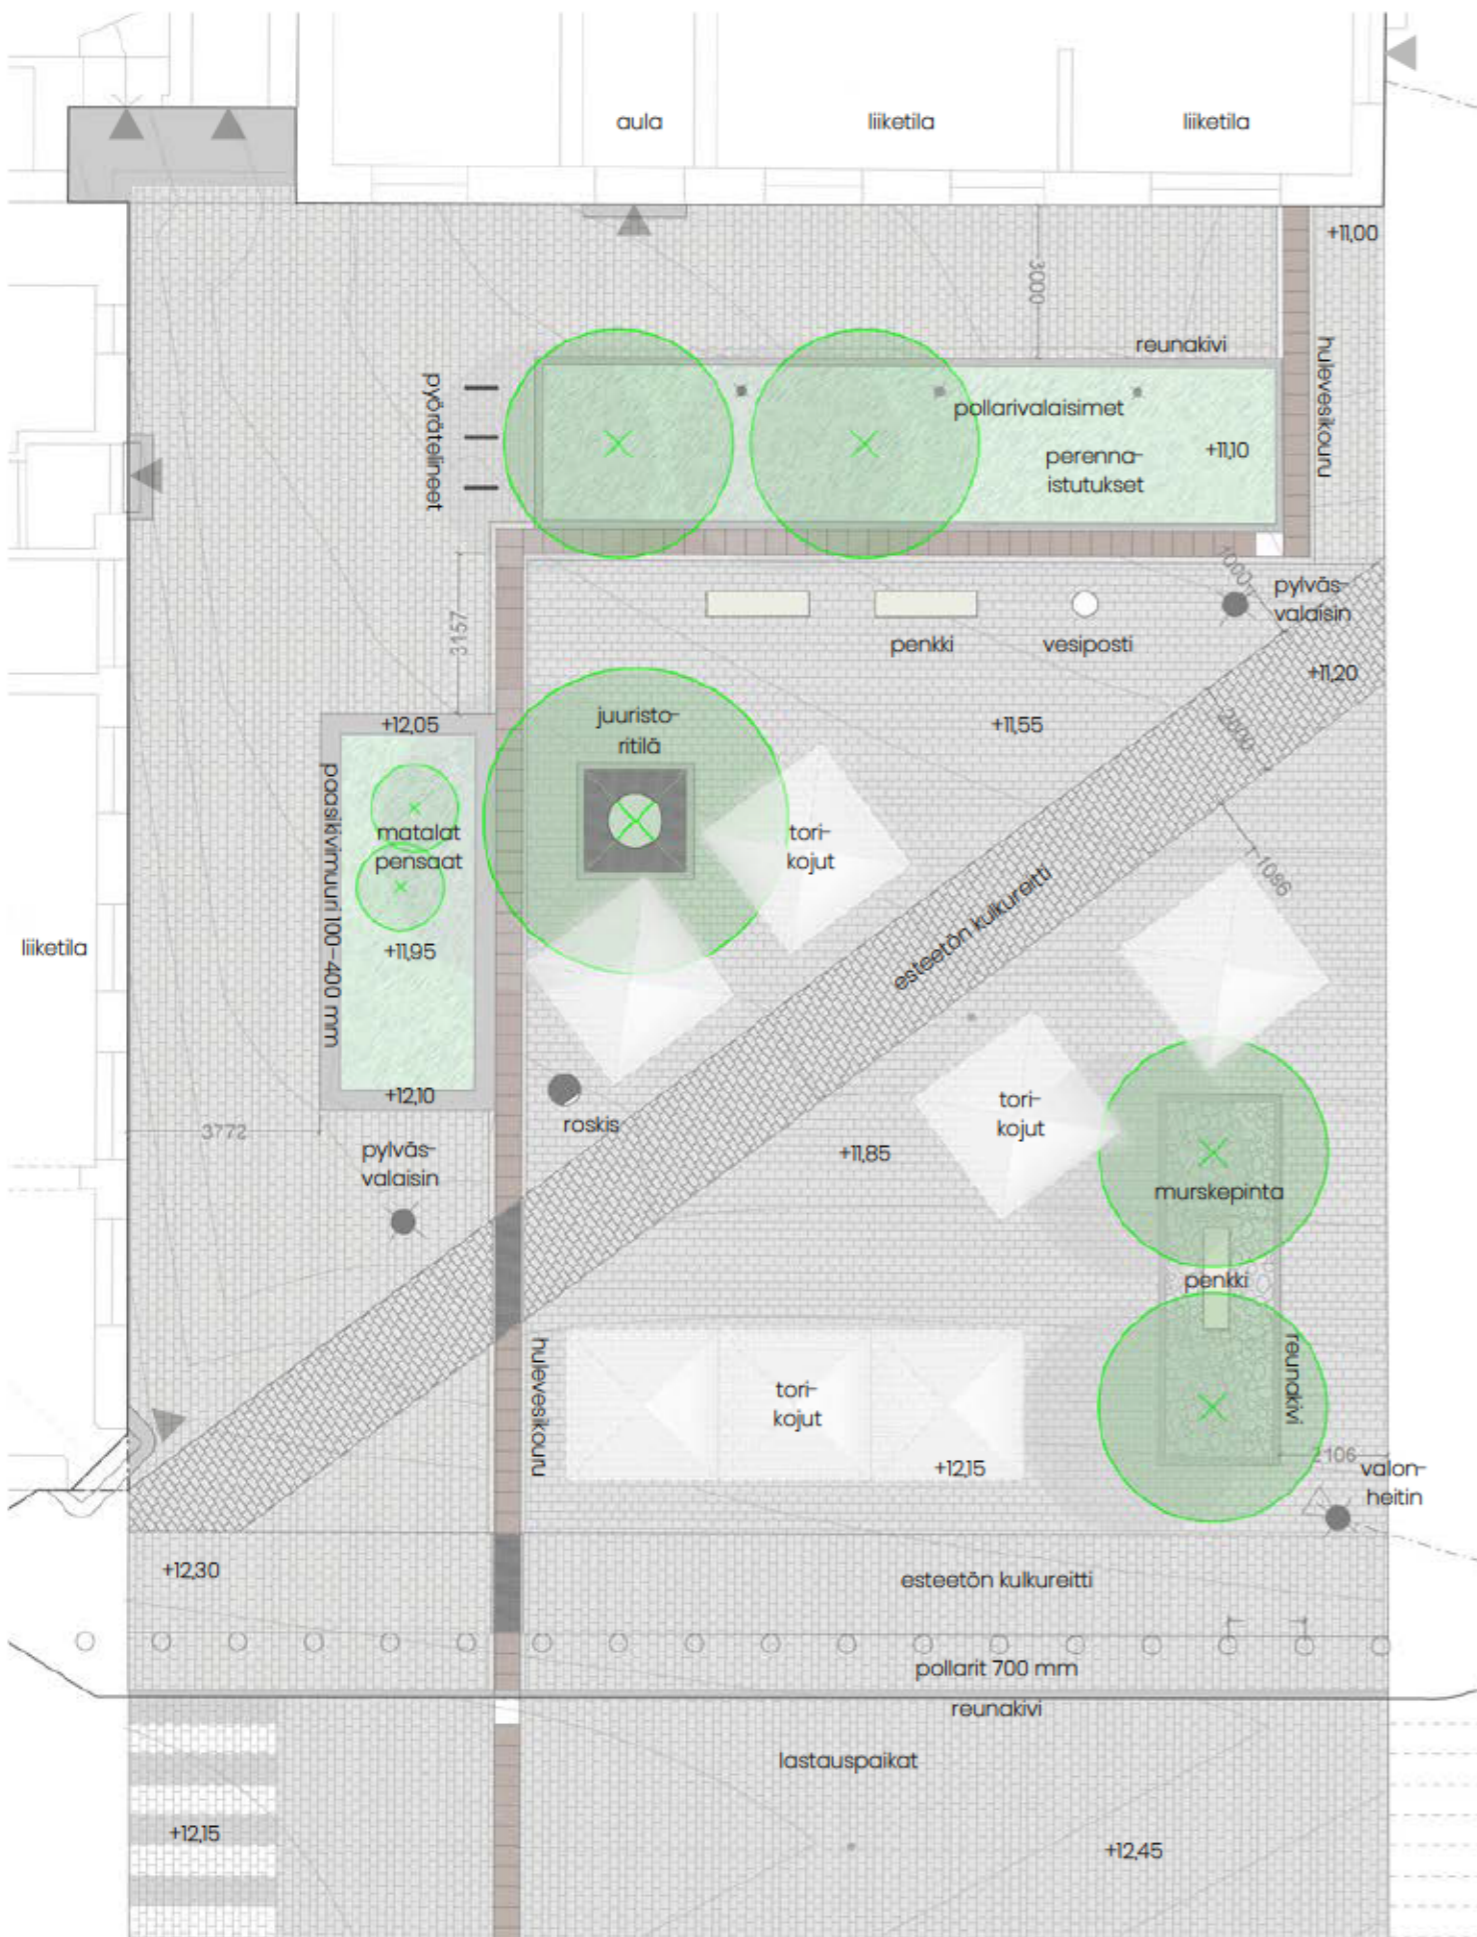 aula
liiketila
liiketila
+11,00
3000
reunakivi
hulevesikouru
pyörätelineet
pollarivalaisimet
perenna-
istutukset
+11,10
1000
pylväs-
valaisin
3157
penkki
vesiposti
+11,20
juuristo-
ritilä
+12,05
+11,55
2000
paasikivimuuri 100-400 mm
matalat
pensaat
tori-
kojut
1086
esteetön kulkureitti
liiketila
+11,95
+12,10
roskis
tori-
kojut
3772
pylväs-
valaisin
+11,85
murskepinta
penkki
hulevesikouru
tori-
kojut
reunakivi
+12,15
2106
valon-
heitin
+12,30
esteetön kulkureitti
pollarit 700 mm
reunakivi
lastauspaikat
+12,15
+12,45